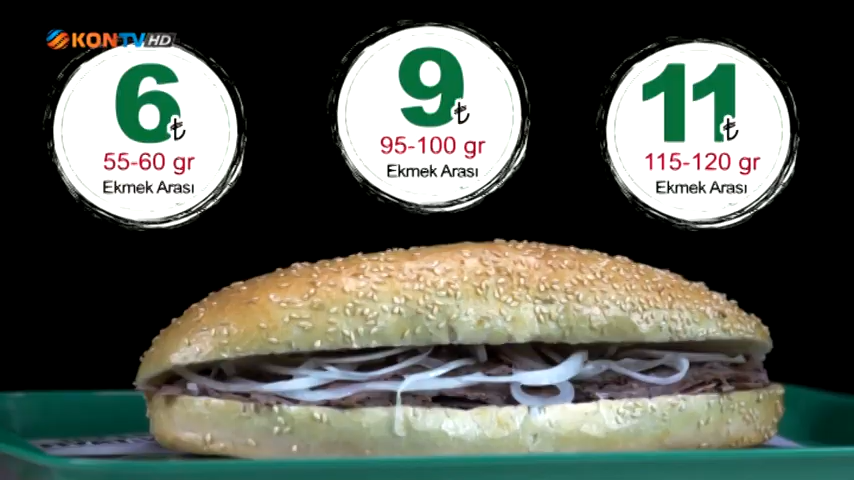 KONTV HD
6₺
55-60 gr
Ekmek Arası
9₺
95-100 gr
Ekmek Arası
11₺
115-120 gr
Ekmek Arası